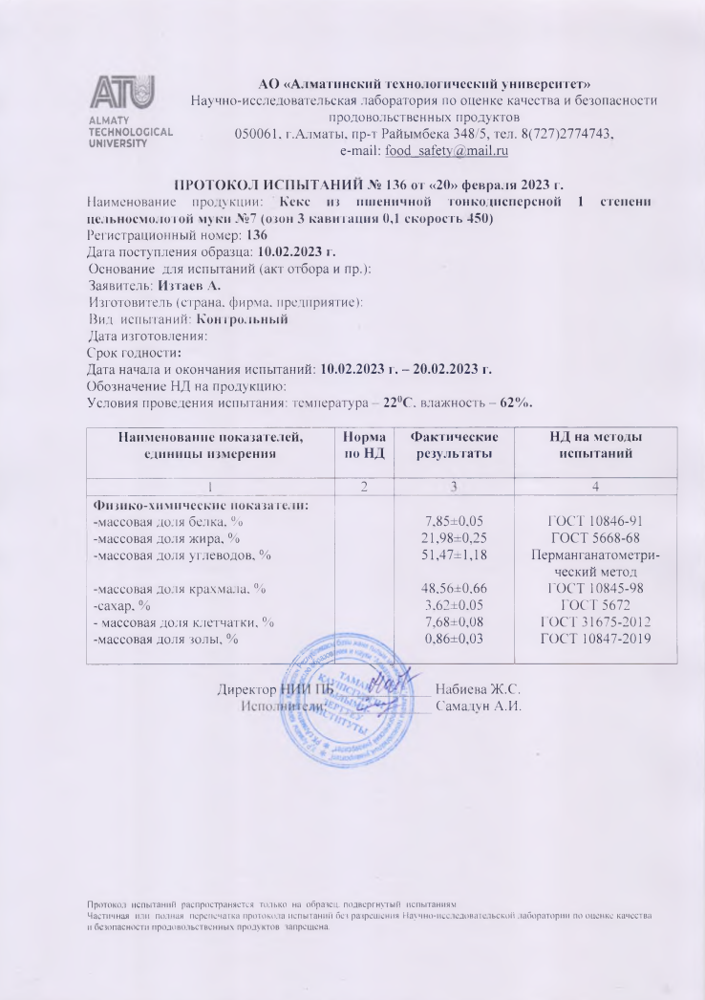 ATU
ALMATY
TECHNOLOGICAL
UNIVERSITY
АО «Алматинский технологический университет»
Научно-исследовательская лаборатория по оценке качества и безопасности
продовольственных продуктов
050061, г.Алматы, пр-т Райымбека 348/5, тел. 8(727)2774743,
e-mail: food_safety@mail.ru
ПРОТОКОЛ ИСПЫТАНИЙ № 136 от «20» февраля 2023 г.
Наименование продукции: Кекс из пшеничной тонкодисперсной 1 степени
цельносмолотой муки №7 (озон 3 кавитация 0,1 скорость 450)
Регистрационный номер: 136
Дата поступления образца: 10.02.2023 г.
Основание для испытаний (акт отбора и пр.):
Заявитель: Изтаев А.
Изготовитель (страна, фирма, предприятие):
Вид испытаний: Контрольный
Дата изготовления:
Срок годности:
Дата начала и окончания испытаний: 10.02.2023 г. – 20.02.2023 г.
Обозначение НД на продукцию:
Условия проведения испытания: температура – 22⁰С. влажность – 62%.
Наименование показателей, Норма Фактические НД на методы
единицы измерения по НД результаты испытаний
1 2 3 4
Физико-химические показатели:
-массовая доля белка, % 7,85±0,05 ГОСТ 10846-91
-массовая доля жира, % 21,98±0,25 ГОСТ 5668-68
-массовая доля углеводов, % 51,47±1,18 Перманганатометри-
ческий метод
-массовая доля крахмала, % 48,56±0,66 ГОСТ 10845-98
-сахар, % 3,62±0,05 ГОСТ 5672
- массовая доля клетчатки, % 7,68±0,08 ГОСТ 31675-2012
-массовая доля золы, % 0,86±0,03 ГОСТ 10847-2019
Директор НИИ ПБ Набиева Ж.С.
Исполнители: Самадун А.И.
Протокол испытаний распространяется только на образец, подвергнутый испытаниям
Частичная или полная перепечатка протокола испытаний без разрешения Научно-исследовательской лаборатории по оценке качества
и безопасности продовольственных продуктов запрещена.